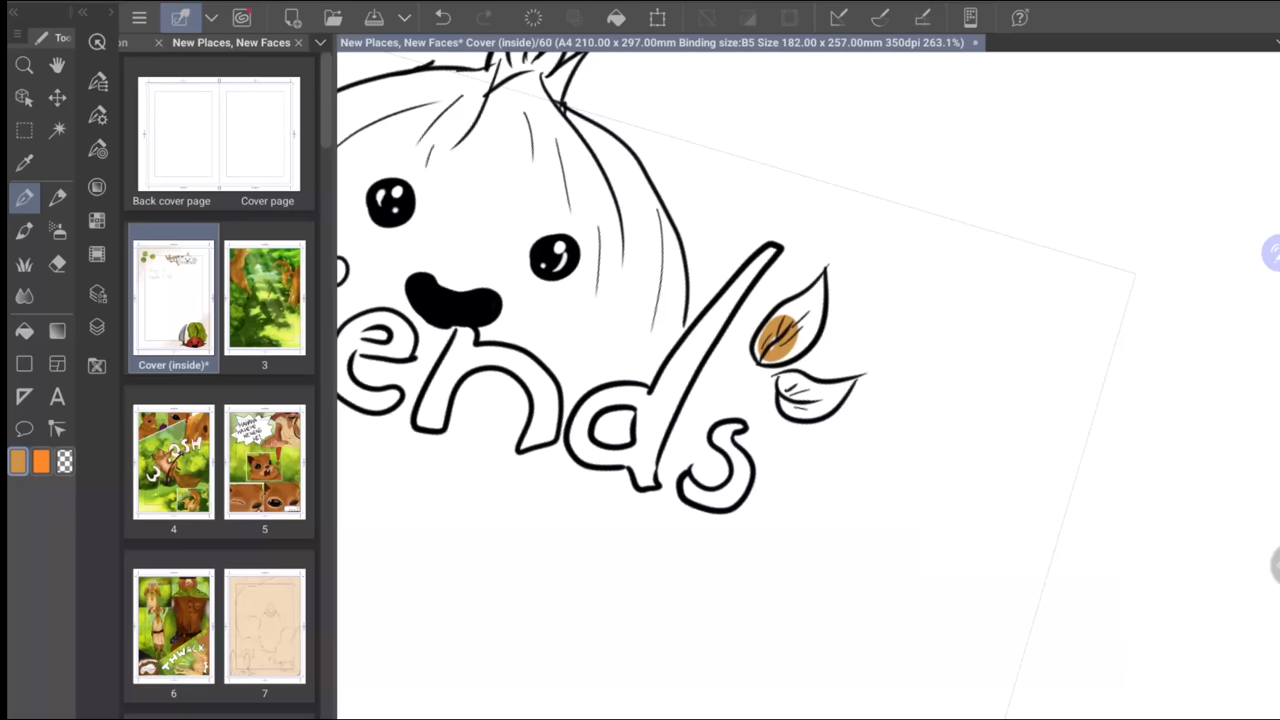 Too
on
New Places, New Faces
New Places, New Faces* Cover (inside)/60 (A4 210.00 x 297.00mm Binding size:B5 Size 182.00 x 257.00mm 350dpi 263.1%)
Back cover page
Cover page
Cover (inside)*
3
4
5
THWACK
6
7
ends